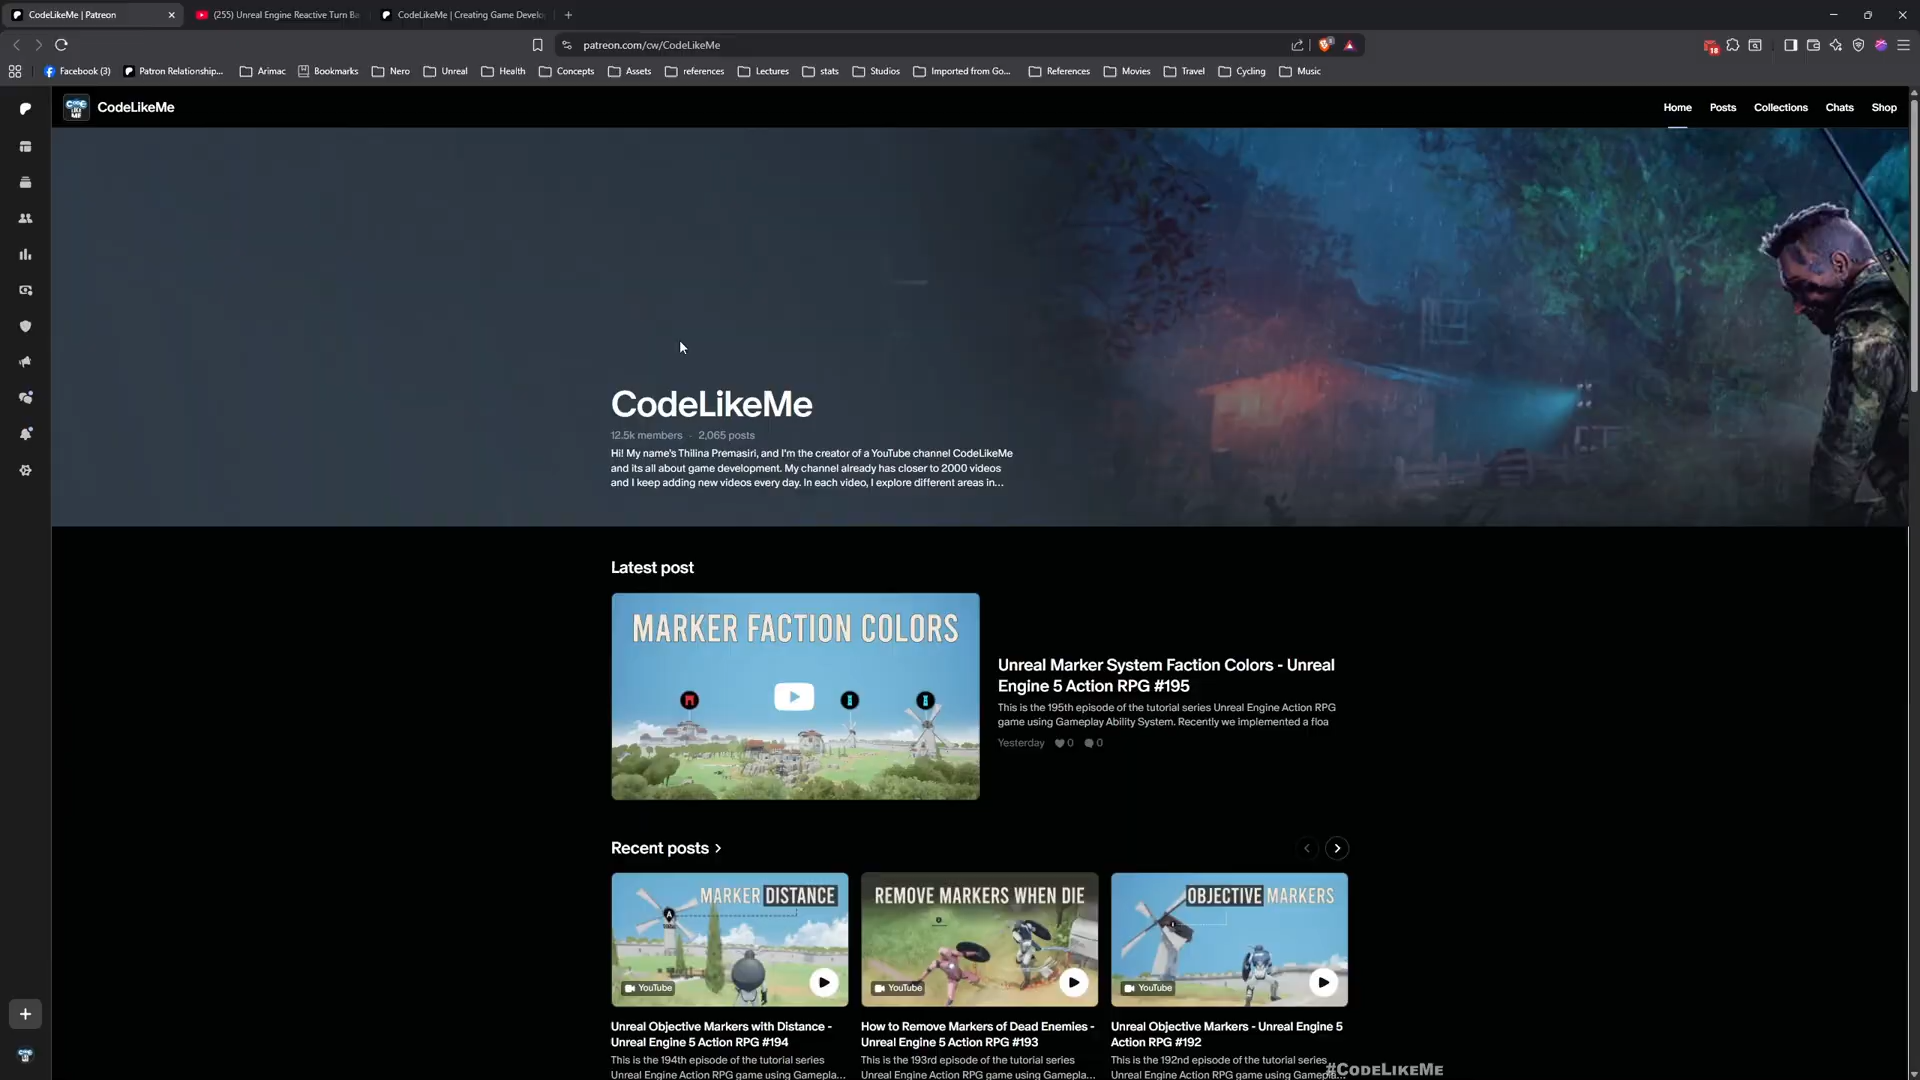 CodeLikeMe | Patreon
(255) Unreal Engine Reactive Turn Ba
CodeLikeMe | Creating Game Develo
patreon.com/cw/CodeLikeMe
Facebook (3)
Patron Relationship...
Arimac
Bookmarks
Nero
Unreal
Health
Concepts
Assets
references
Lectures
stats
Studios
Imported from Go...
References
Movies
Travel
Cycling
Music
CodeLikeMe
Home
Posts
Collections
Chats
Shop
CodeLikeMe
12.5k members · 2,065 posts
Hi! My name's Thilina Premasiri, and I'm the creator of a YouTube channel CodeLikeMe
and its all about game development. My channel already has closer to 2000 videos
and I keep adding new videos every day. In each video, I explore different areas in...
Latest post
MARKER FACTION COLORS
Unreal Marker System Faction Colors - Unreal
Engine 5 Action RPG #195
This is the 195th episode of the tutorial series Unreal Engine Action RPG
game using Gameplay Ability System. Recently we implemented a floa
Yesterday 0 0
Recent posts
MARKER DISTANCE
A
YouTube
REMOVE MARKERS WHEN DIE
YouTube
OBJECTIVE MARKERS
YouTube
Unreal Objective Markers with Distance -
Unreal Engine 5 Action RPG #194
This is the 194th episode of the tutorial series
Unreal Engine Action RPG game using Gamepla...
How to Remove Markers of Dead Enemies -
Unreal Engine 5 Action RPG #193
This is the 193rd episode of the tutorial series
Unreal Engine Action RPG game using Gamepla...
Unreal Objective Markers - Unreal Engine 5
Action RPG #192
This is the 192nd episode of the tutorial series
Unreal Engine Action RPG game using Gamepla...
#CodeLikeMe